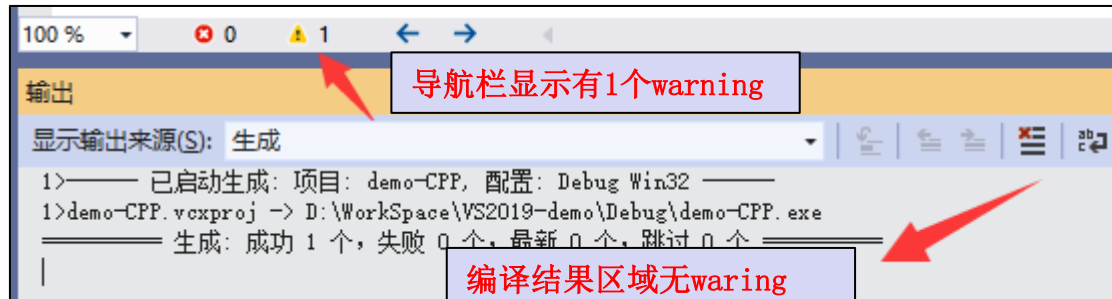 100 % 0 1
导航栏显示有1个warning
输出
显示输出来源(S): 生成
1>—— 已启动生成: 项目: demo-CPP, 配置: Debug Win32 ——
1>demo-CPP.vcxproj -> D:\WorkSpace\VS2019-demo\Debug\demo-CPP.exe
========== 生成: 成功 1 个，失败 0 个，最新 0 个，跳过 0 个 ==========
编译结果区域无waring